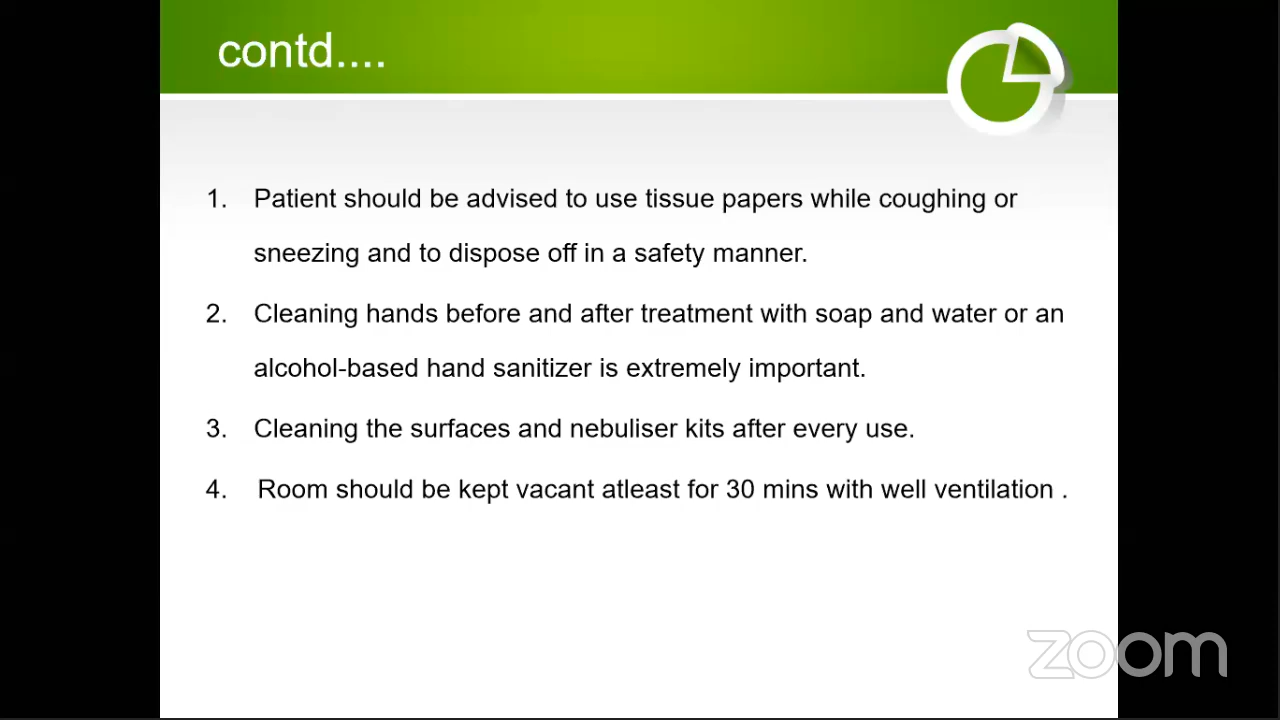 contd....
1. Patient should be advised to use tissue papers while coughing or
sneezing and to dispose off in a safety manner.
2. Cleaning hands before and after treatment with soap and water or an
alcohol-based hand sanitizer is extremely important.
3. Cleaning the surfaces and nebuliser kits after every use.
4. Room should be kept vacant atleast for 30 mins with well ventilation .
zoom